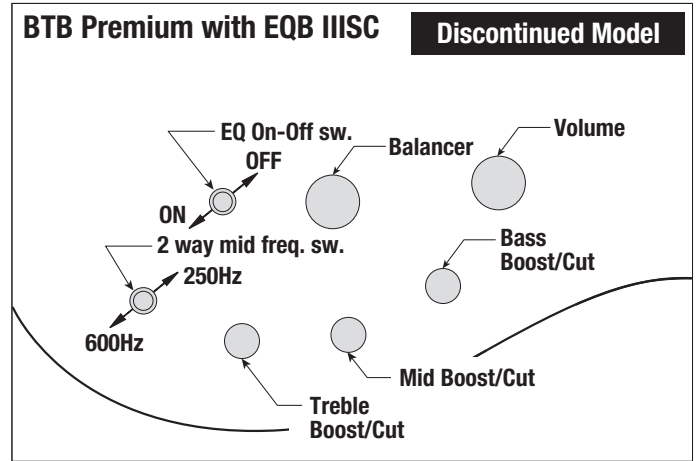 BTB Premium with EQB IIISC
Discontinued Model
EQ On-Off sw.
OFF
ON
Balancer
Volume
2 way mid freq. sw.
250Hz
600Hz
Bass
Boost/Cut
Mid Boost/Cut
Treble
Boost/Cut